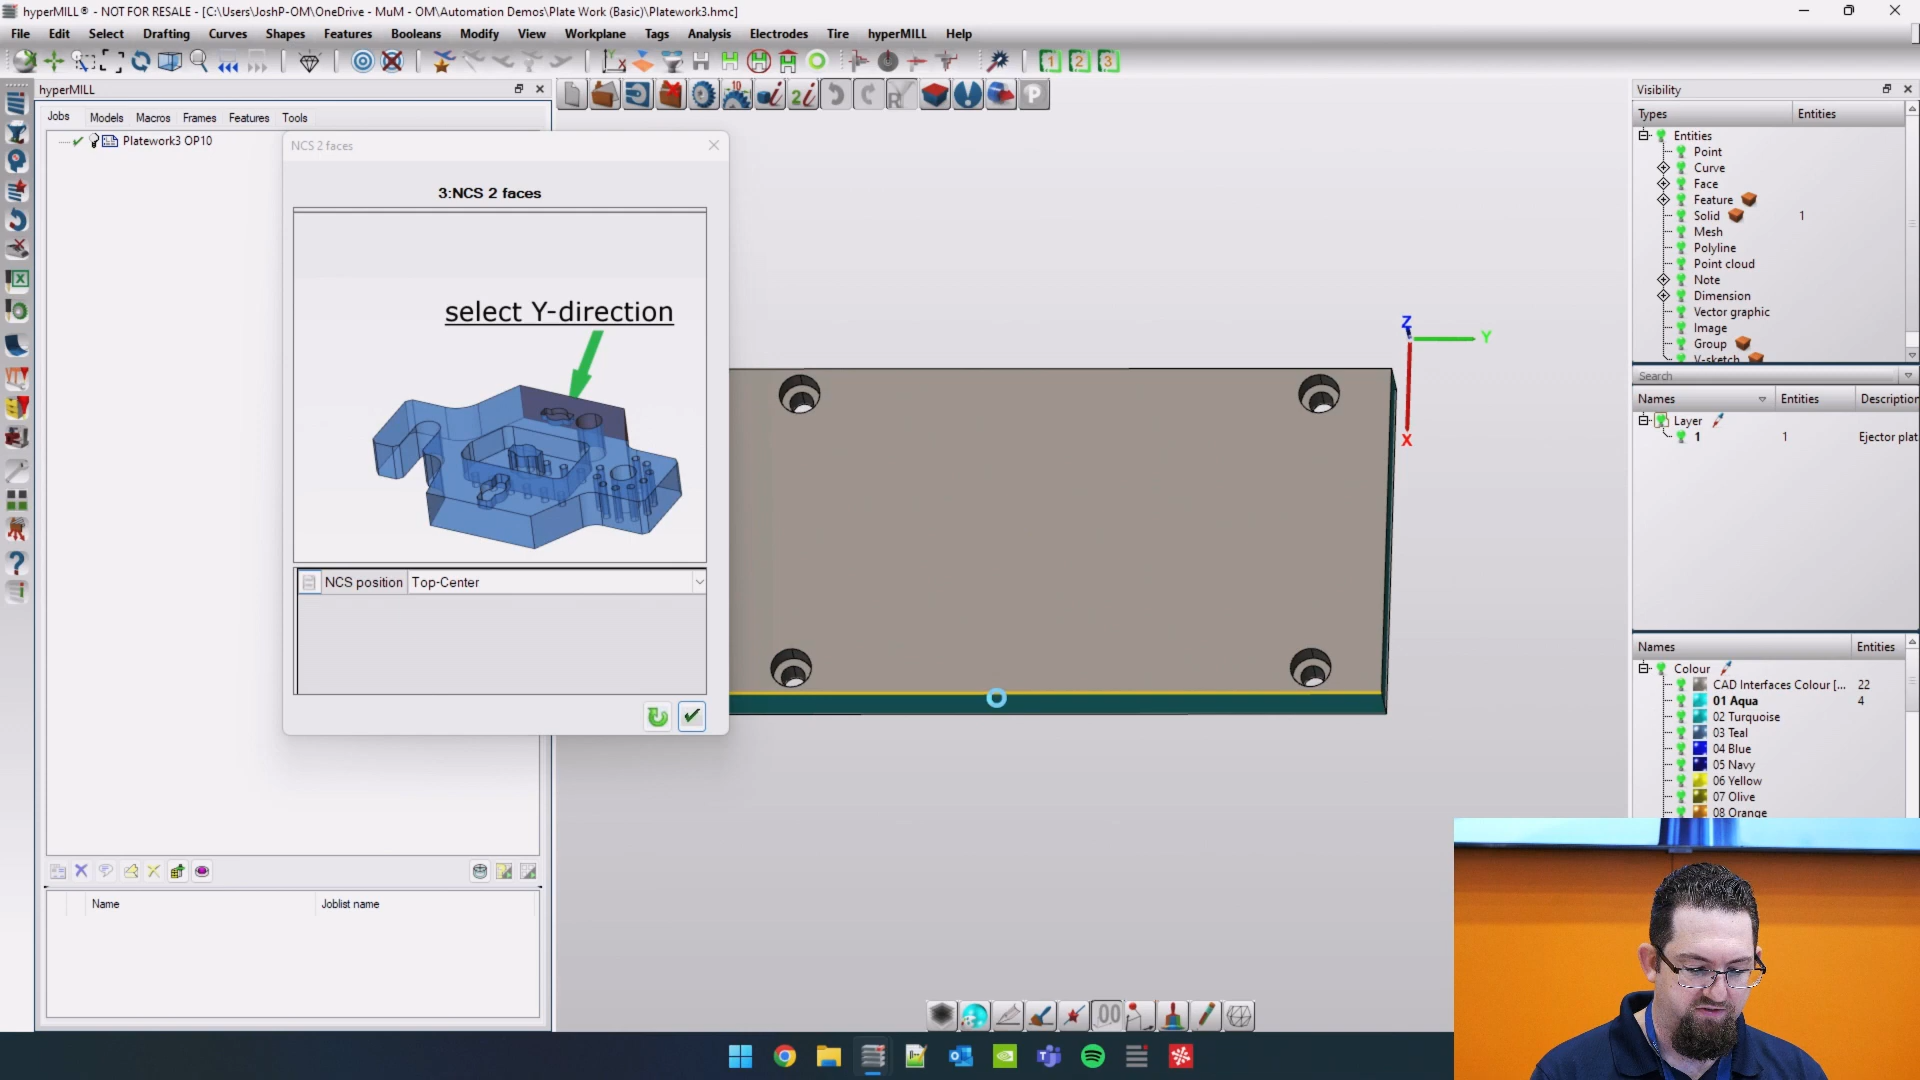 hyperMILL® - NOT FOR RESALE - [C:\Users\JoshP-OM\OneDrive - MuM - OM\Automation Demos\Plate Work (Basic)\Platework3.hmc]
File Edit Select Drafting Curves Shapes Features Booleans Modify View Workplane Tags Analysis Electrodes Tire hyperMILL Help
1 2 3
hyperMILL
Jobs Models Macros Frames Features Tools
Platework3 OP10
NCS 2 faces
3:NCS 2 faces
select Y-direction
NCS position Top-Center
Name Joblist name
Z
Y
X
Visibility
Types Entities
Entities
Point
Curve
Face
Feature
Solid 1
Mesh
Polyline
Point cloud
Note
Dimension
Vector graphic
Image
Group
V-sketch
Search
Names Entities Description
Layer
1 1 Ejector plat
Names Entities
Colour
CAD Interfaces Colour [... 22
01 Aqua 4
02 Turquoise
03 Teal
04 Blue
05 Navy
06 Yellow
07 Olive
08 Orange